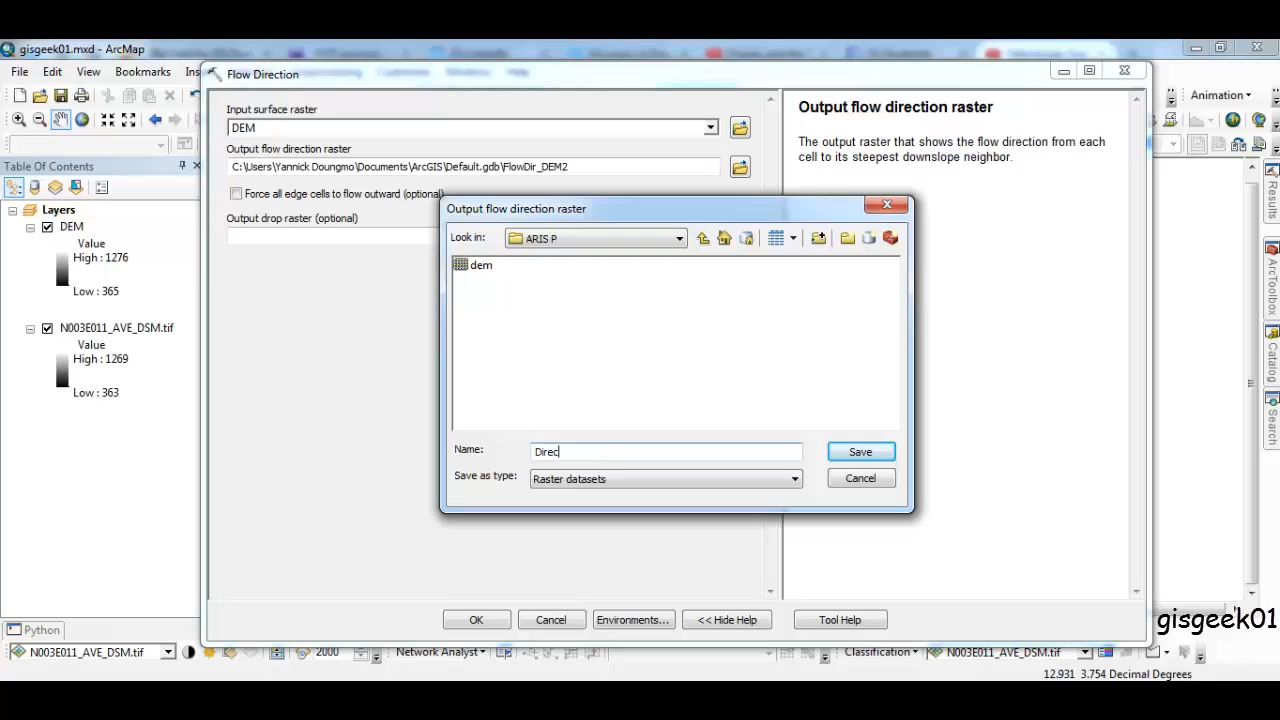 gisgeek01.mxd - ArcMap
File Edit View Bookmarks Ins
Flow Direction
Animation
Input surface raster
DEM
Output flow direction raster
C:\Users\Yannick Doungmo\Documents\ArcGIS\Default.gdb\FlowDir_DEM2
Force all edge cells to flow outward (optional)
Output drop raster (optional)
Output flow direction raster
The output raster that shows the flow direction from each
cell to its steepest downslope neighbor.
Table Of Contents
Layers
DEM
Value
High : 1276
Low : 365
N003E011_AVE_DSM.tif
Value
High : 1269
Low : 363
Output flow direction raster
Look in: ARIS P
dem
Name: Direc
Save
Save as type: Raster datasets
Cancel
Results
ArcToolbox
Catalog
Search
OK Cancel Environments... << Hide Help Tool Help
gisgeek01
Python
N003E011_AVE_DSM.tif 2000 Network Analyst Classification N003E011_AVE_DSM.tif
12.931 3.754 Decimal Degrees